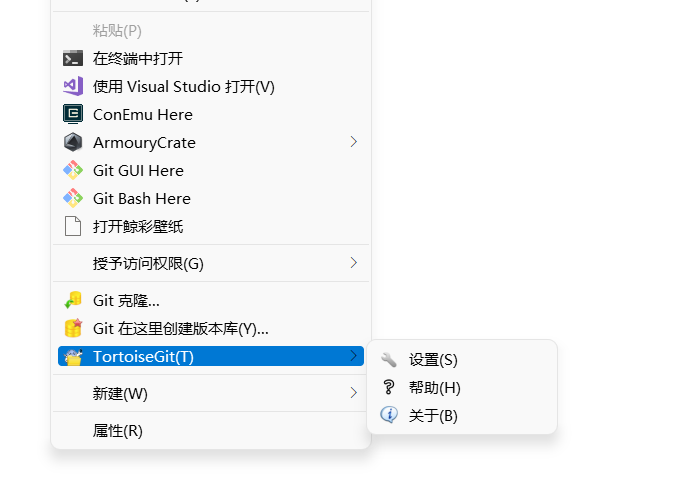 粘贴(P)
在终端中打开
使用 Visual Studio 打开(V)
ConEmu Here
ArmouryCrate
Git GUI Here
Git Bash Here
打开鲸彩壁纸
授予访问权限(G)
Git 克隆...
Git 在这里创建版本库(Y)...
TortoiseGit(T)
设置(S)
帮助(H)
关于(B)
新建(W)
属性(R)